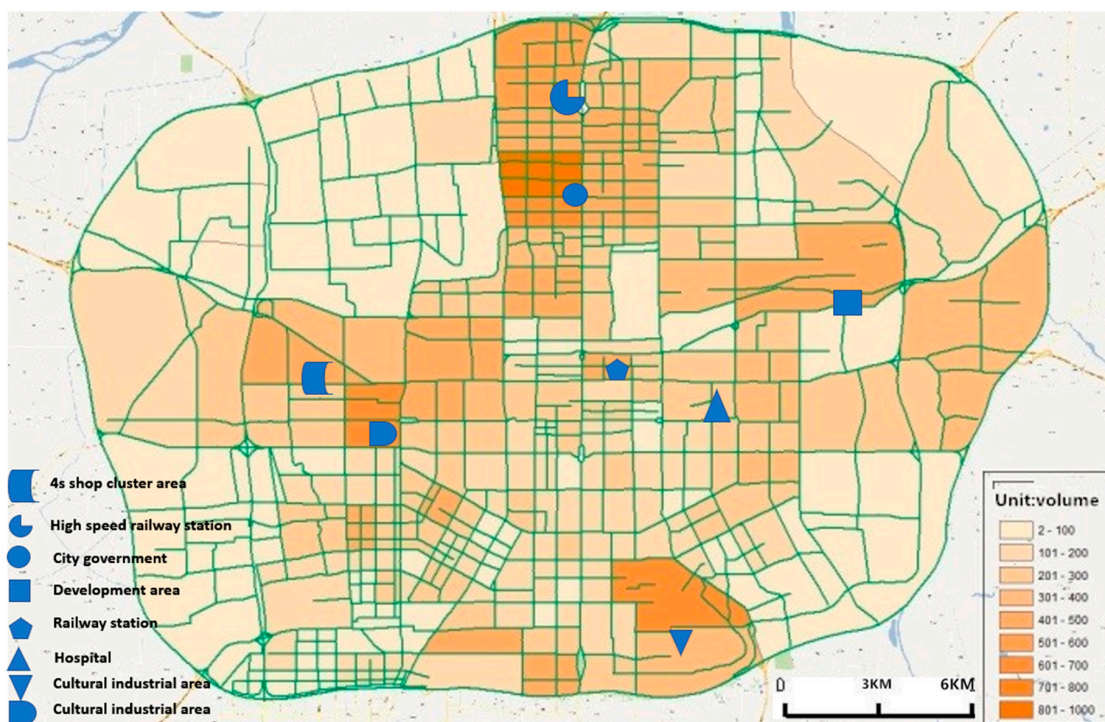 4s shop cluster area
High speed railway station
City government
Development area
Railway station
Hospital
Cultural industrial area
Cultural industrial area
Unit:volume
2 - 100
101 - 200
201 - 300
301 - 400
401 - 500
501 - 600
601 - 700
701 - 800
801 - 1000
0 3KM 6KM